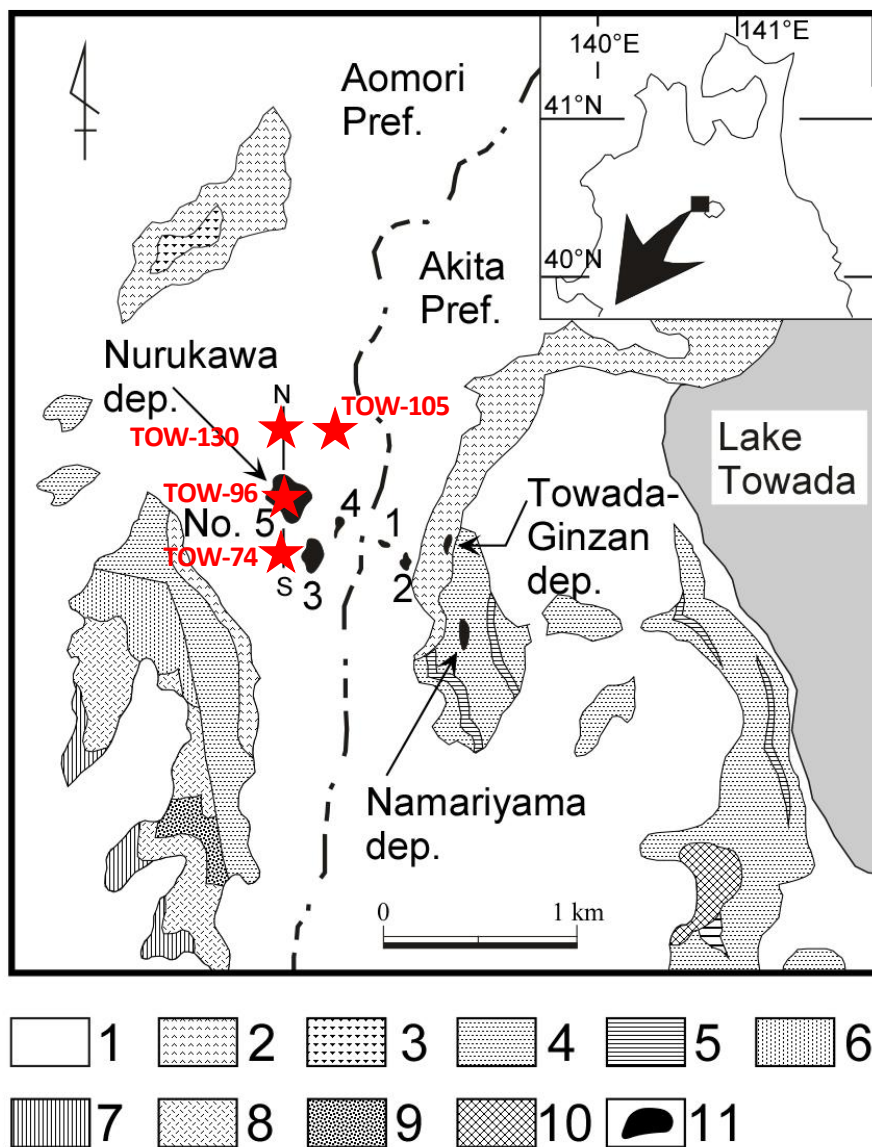 140°E
141°E
41°N
40°N
Aomori
Pref.
Akita
Pref.
Nurukawa
dep.
N
TOW-105
TOW-130
TOW-96
No. 5
4
1
TOW-74
S
3
2
Towada-
Ginzan
dep.
Lake
Towada
Namariyama
dep.
0
1 km
1 2 3 4 5 6
7 8 9 10 11